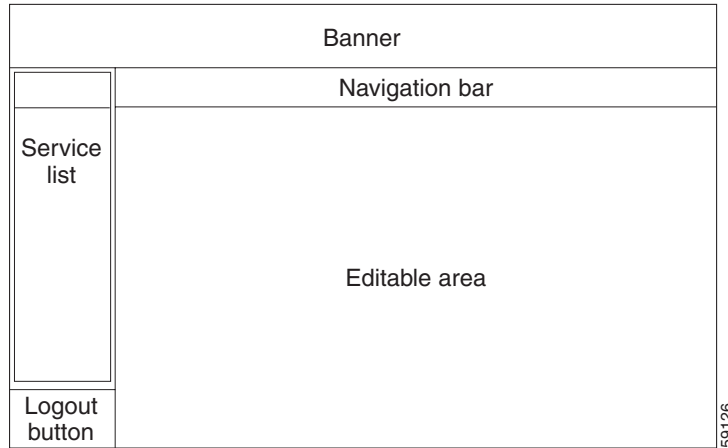 Banner
Navigation bar
Service
list
Editable area
Logout
button
59126